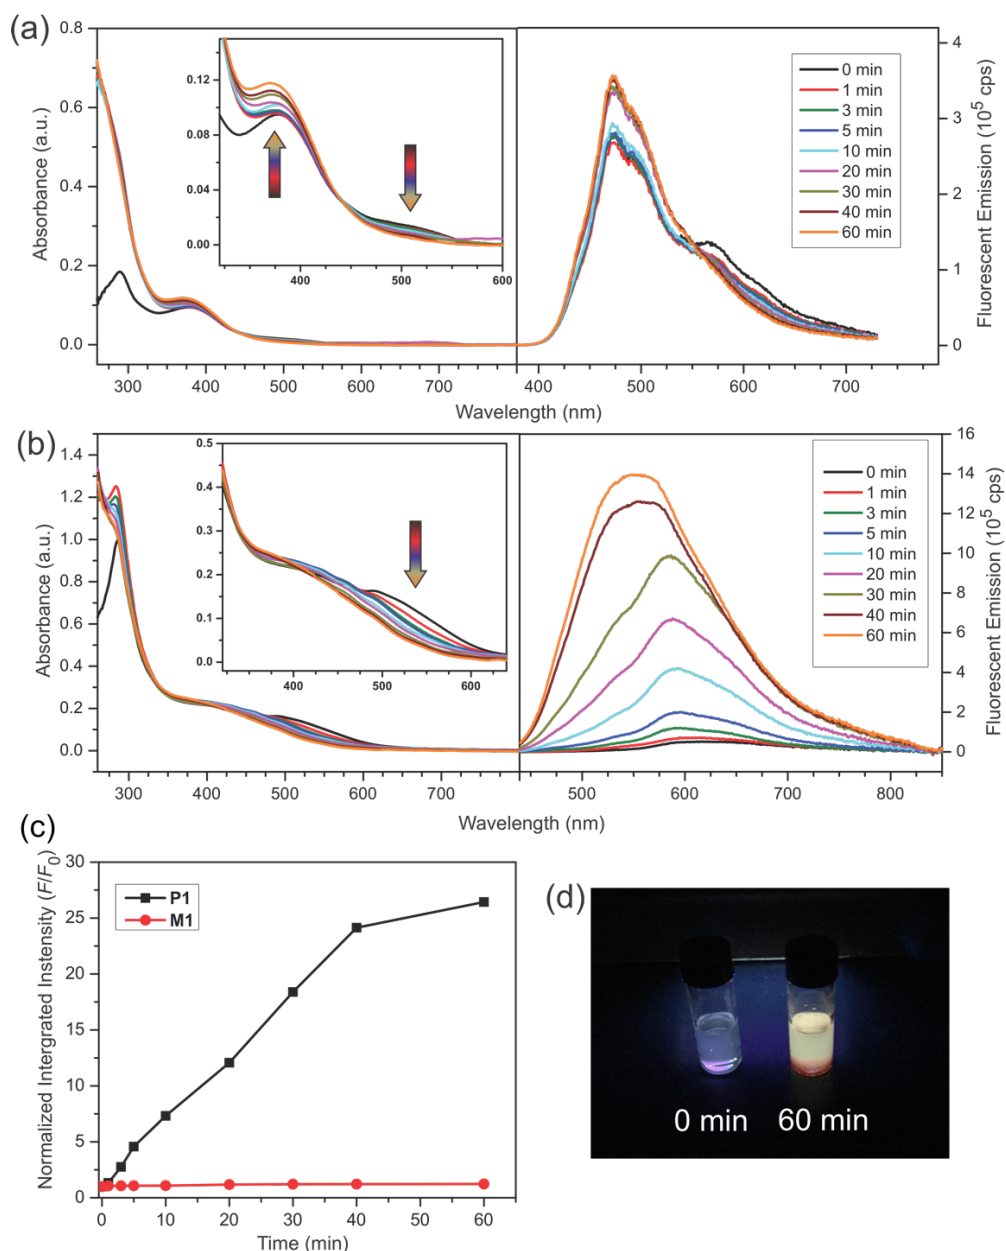 (a)
Absorbance (a.u.)
0.8
0.6
0.4
0.2
0.0
0.12
0.08
0.04
0.00
400
500
600
300
400
500
600
700
400
500
600
700
Wavelength (nm)
4
3
2
1
0
Fluorescent Emission (10⁵ cps)
0 min
1 min
3 min
5 min
10 min
20 min
30 min
40 min
60 min
(b)
Absorbance (a.u.)
1.4
1.2
1.0
0.8
0.6
0.4
0.2
0.0
0.5
0.4
0.3
0.2
0.1
0.0
400
500
600
300
400
500
600
700
500
600
700
800
Wavelength (nm)
16
14
12
10
8
6
4
2
0
Fluorescent Emission (10⁵ cps)
0 min
1 min
3 min
5 min
10 min
20 min
30 min
40 min
60 min
(c)
Normalized Intergrated Instensity (F/F₀)
30
25
20
15
10
5
0
P1
M1
0
10
20
30
40
50
60
Time (min)
(d)
0 min 60 min